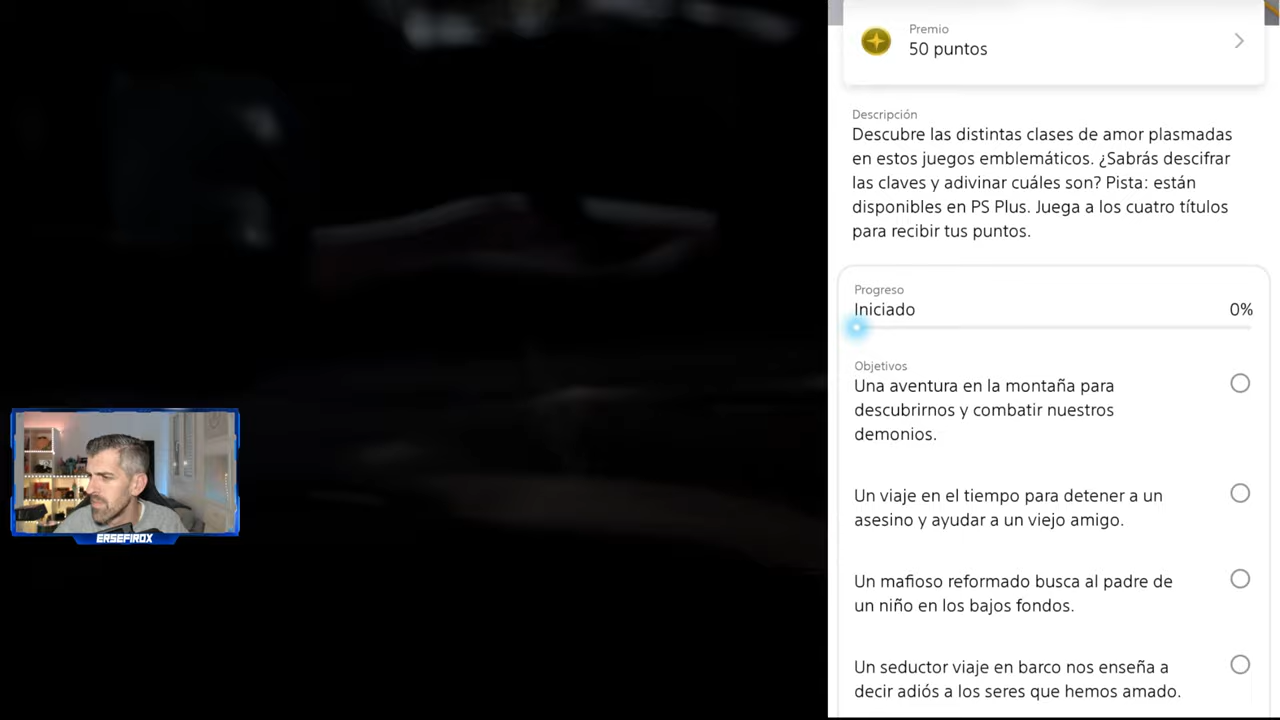 Premio
50 puntos
Descripción
Descubre las distintas clases de amor plasmadas
en estos juegos emblemáticos. ¿Sabrás descifrar
las claves y adivinar cuáles son? Pista: están
disponibles en PS Plus. Juega a los cuatro títulos
para recibir tus puntos.
Progreso
Iniciado 0%
Objetivos
Una aventura en la montaña para
descubrirnos y combatir nuestros
demonios.
Un viaje en el tiempo para detener a un
asesino y ayudar a un viejo amigo.
Un mafioso reformado busca al padre de
un niño en los bajos fondos.
Un seductor viaje en barco nos enseña a
decir adiós a los seres que hemos amado.
ERSEFIROX